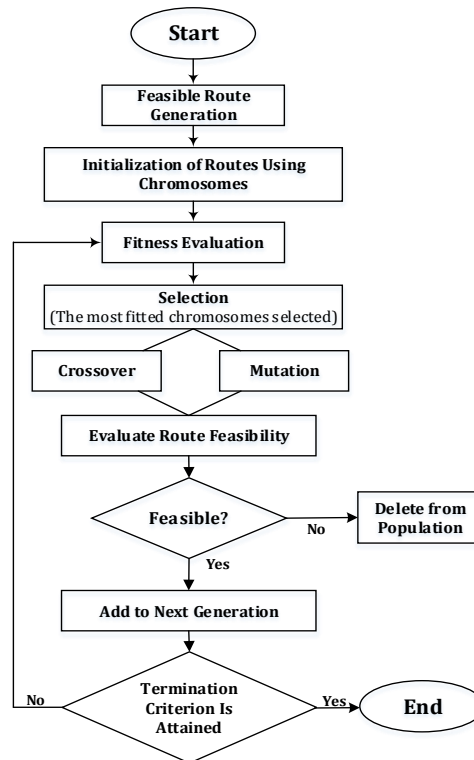 Start
Feasible Route
Generation
Initialization of Routes Using
Chromosomes
Fitness Evaluation
Selection
(The most fitted chromosomes selected)
Crossover
Mutation
Evaluate Route Feasibility
Feasible?
No
Delete from
Population
Yes
Add to Next Generation
No
Termination
Criterion Is
Attained
Yes
End